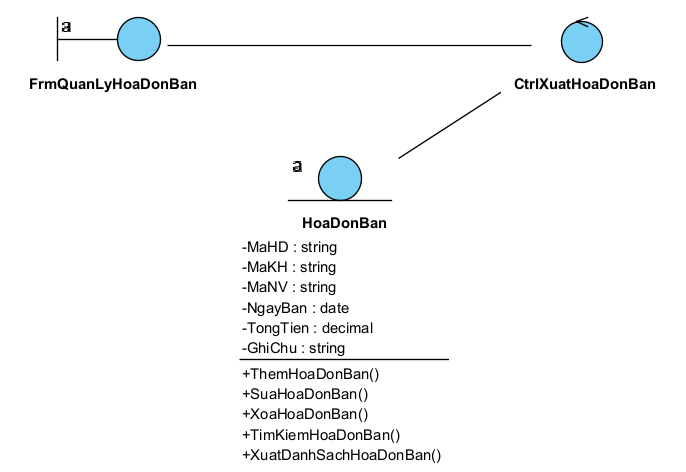 a
FrmQuanLyHoaDonBan
CtrlXuatHoaDonBan
a
HoaDonBan
-MaHD : string
-MaKH : string
-MaNV : string
-NgayBan : date
-TongTien : decimal
-GhiChu : string
+ThemHoaDonBan()
+SuaHoaDonBan()
+XoaHoaDonBan()
+TimKiemHoaDonBan()
+XuatDanhSachHoaDonBan()